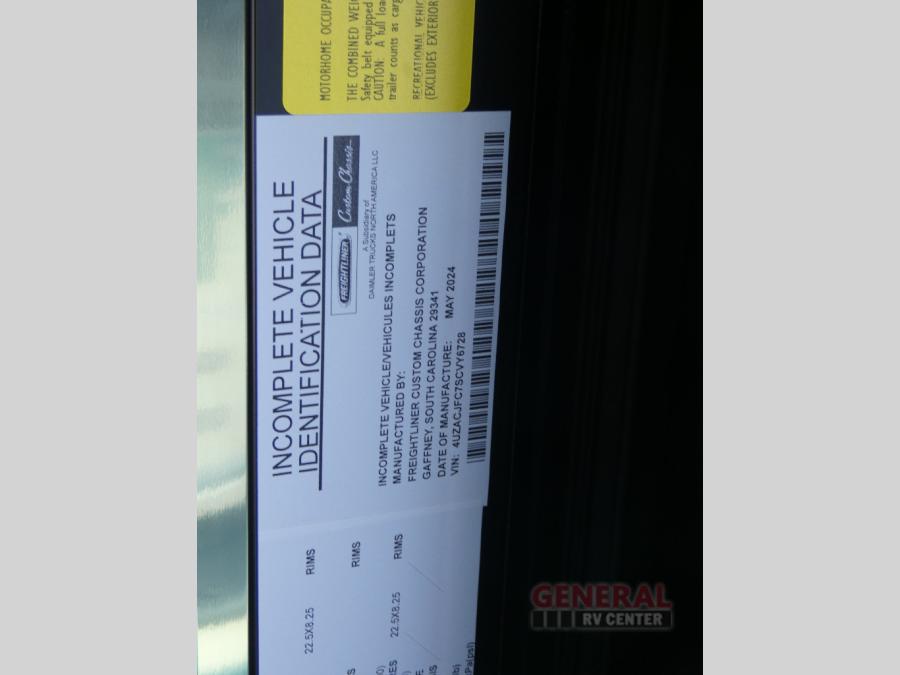 MOTORHOME OCCUPA
THE COMBINED WEI
Safety belt equipped
CAUTION: A full loa
trailer counts as carg
RECREATIONAL VEHIC
(EXCLUDES EXTERIOR
INCOMPLETE VEHICLE
IDENTIFICATION DATA
FREIGHTLINER
Custom Chassis
A Subsidiary of
DAIMLER TRUCKS NORTH AMERICA LLC
INCOMPLETE VEHICLE/VEHICULES INCOMPLETS
MANUFACTURED BY:
FREIGHTLINER CUSTOM CHASSIS CORPORATION
GAFFNEY, SOUTH CAROLINA 29341
DATE OF MANUFACTURE: MAY 2024
VIN: 4UZACJFC7SCVY6728
22.5X8.25 RIMS
RIMS
22.5X8.25 RIMS
GENERAL
RV CENTER